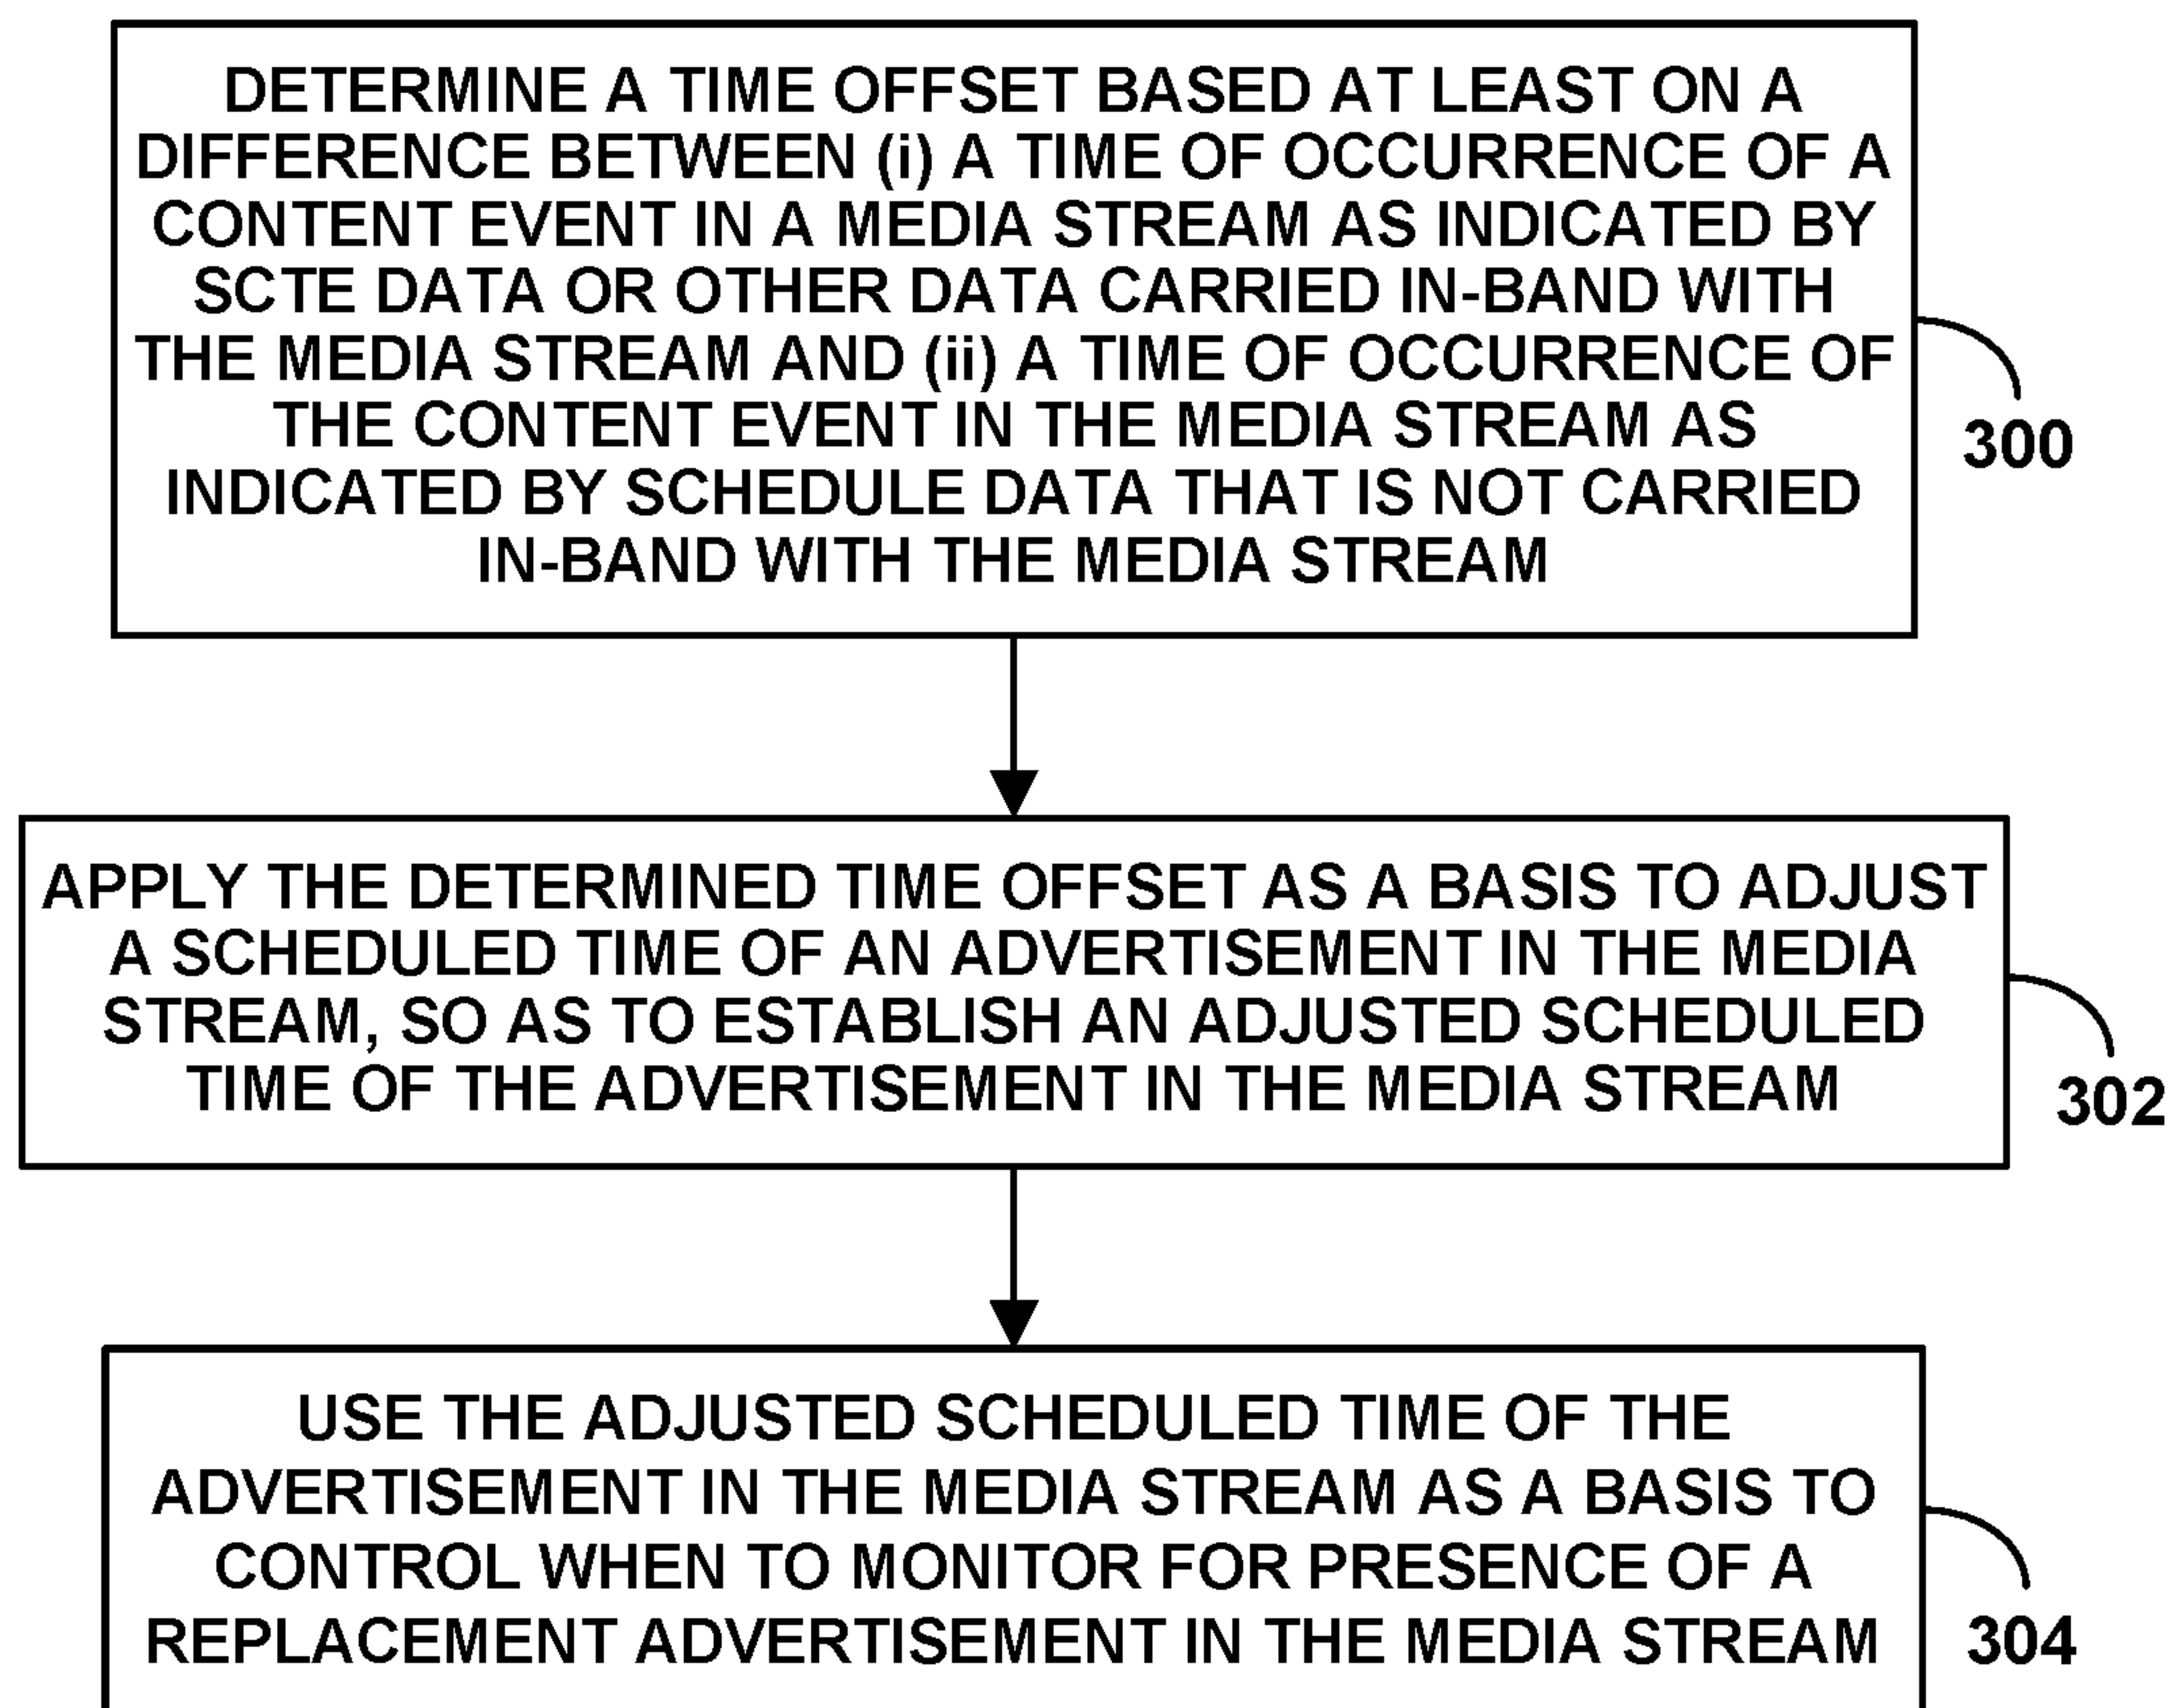 DETERMINE A TIME OFFSET BASED AT LEAST ON A
DIFFERENCE BETWEEN (i) A TIME OF OCCURRENCE OF A
CONTENT EVENT IN A MEDIA STREAM AS INDICATED BY
SCTE DATA OR OTHER DATA CARRIED IN-BAND WITH
THE MEDIA STREAM AND (ii) A TIME OF OCCURRENCE OF
THE CONTENT EVENT IN THE MEDIA STREAM AS
INDICATED BY SCHEDULE DATA THAT IS NOT CARRIED
IN-BAND WITH THE MEDIA STREAM
300
APPLY THE DETERMINED TIME OFFSET AS A BASIS TO ADJUST
A SCHEDULED TIME OF AN ADVERTISEMENT IN THE MEDIA
STREAM, SO AS TO ESTABLISH AN ADJUSTED SCHEDULED
TIME OF THE ADVERTISEMENT IN THE MEDIA STREAM
302
USE THE ADJUSTED SCHEDULED TIME OF THE
ADVERTISEMENT IN THE MEDIA STREAM AS A BASIS TO
CONTROL WHEN TO MONITOR FOR PRESENCE OF A
REPLACEMENT ADVERTISEMENT IN THE MEDIA STREAM
304